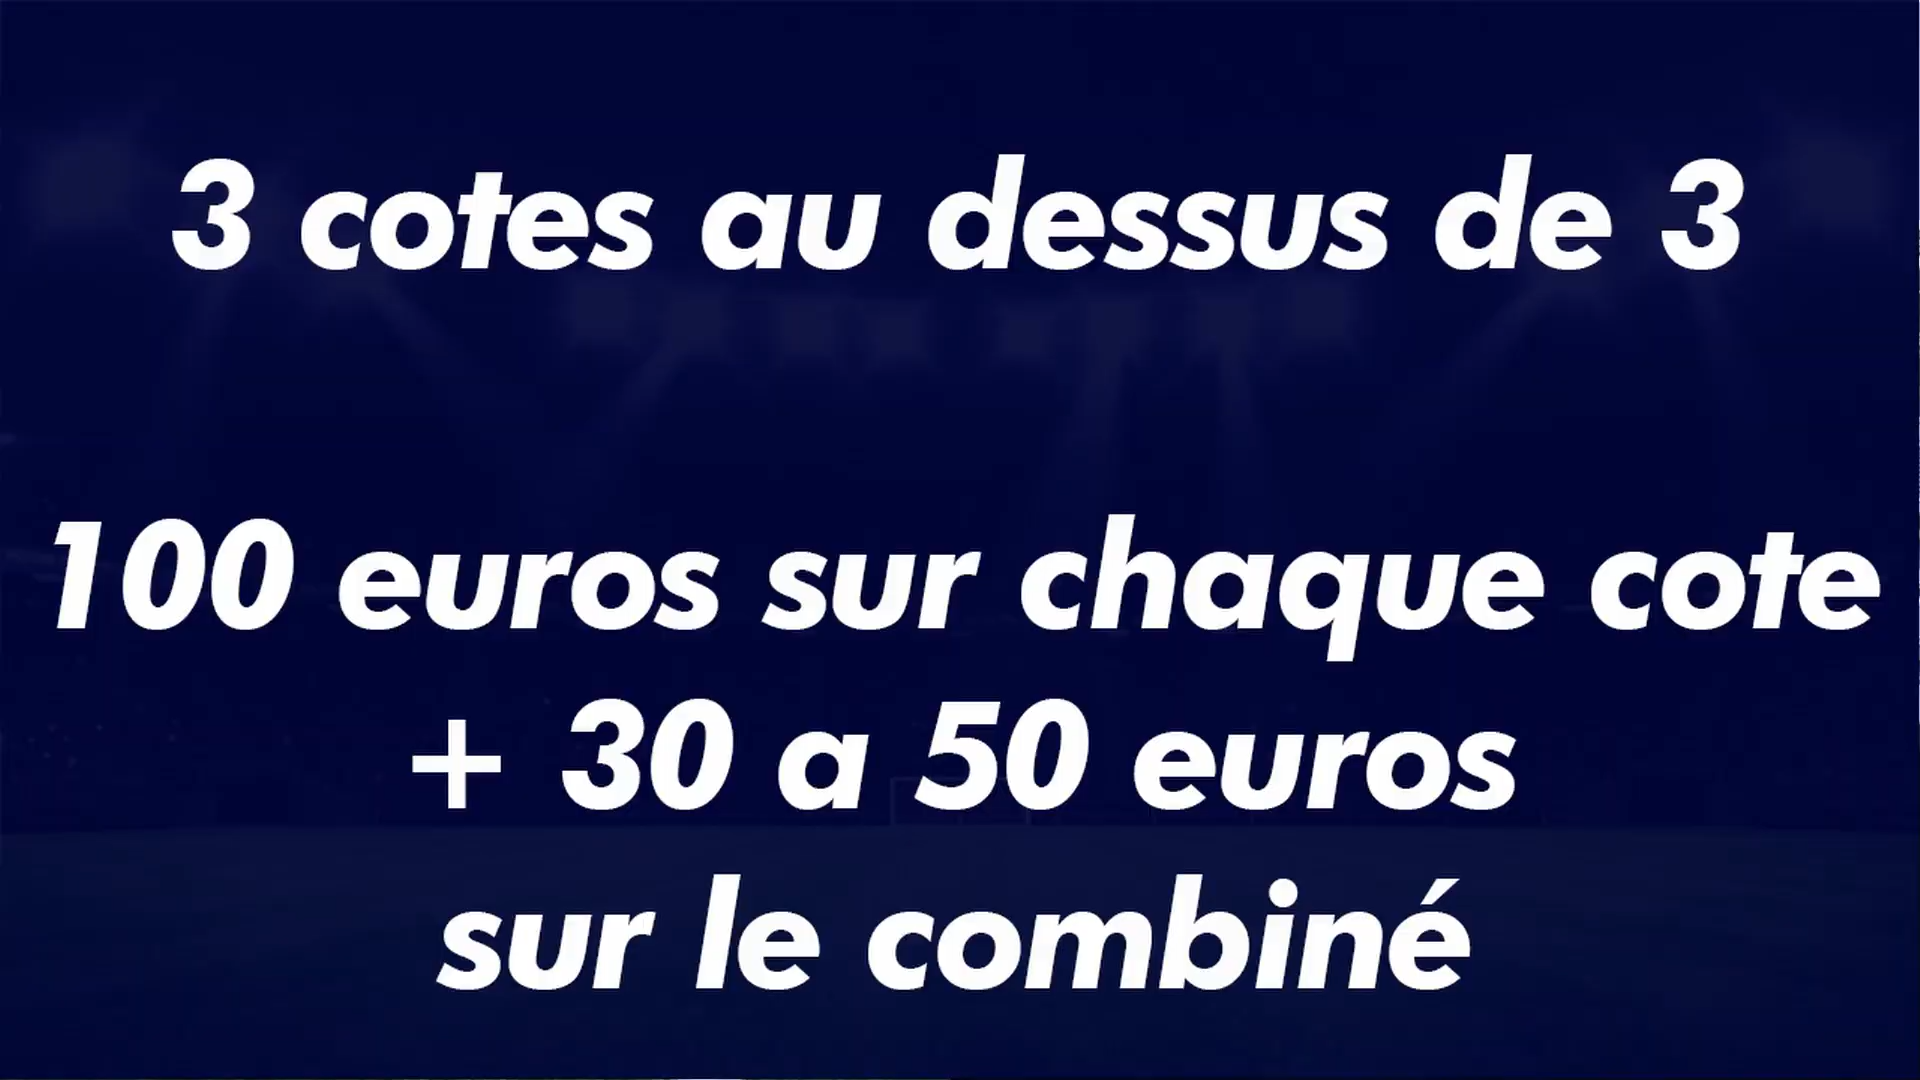 3 cotes au dessus de 3
100 euros sur chaque cote
+ 30 a 50 euros
sur le combiné